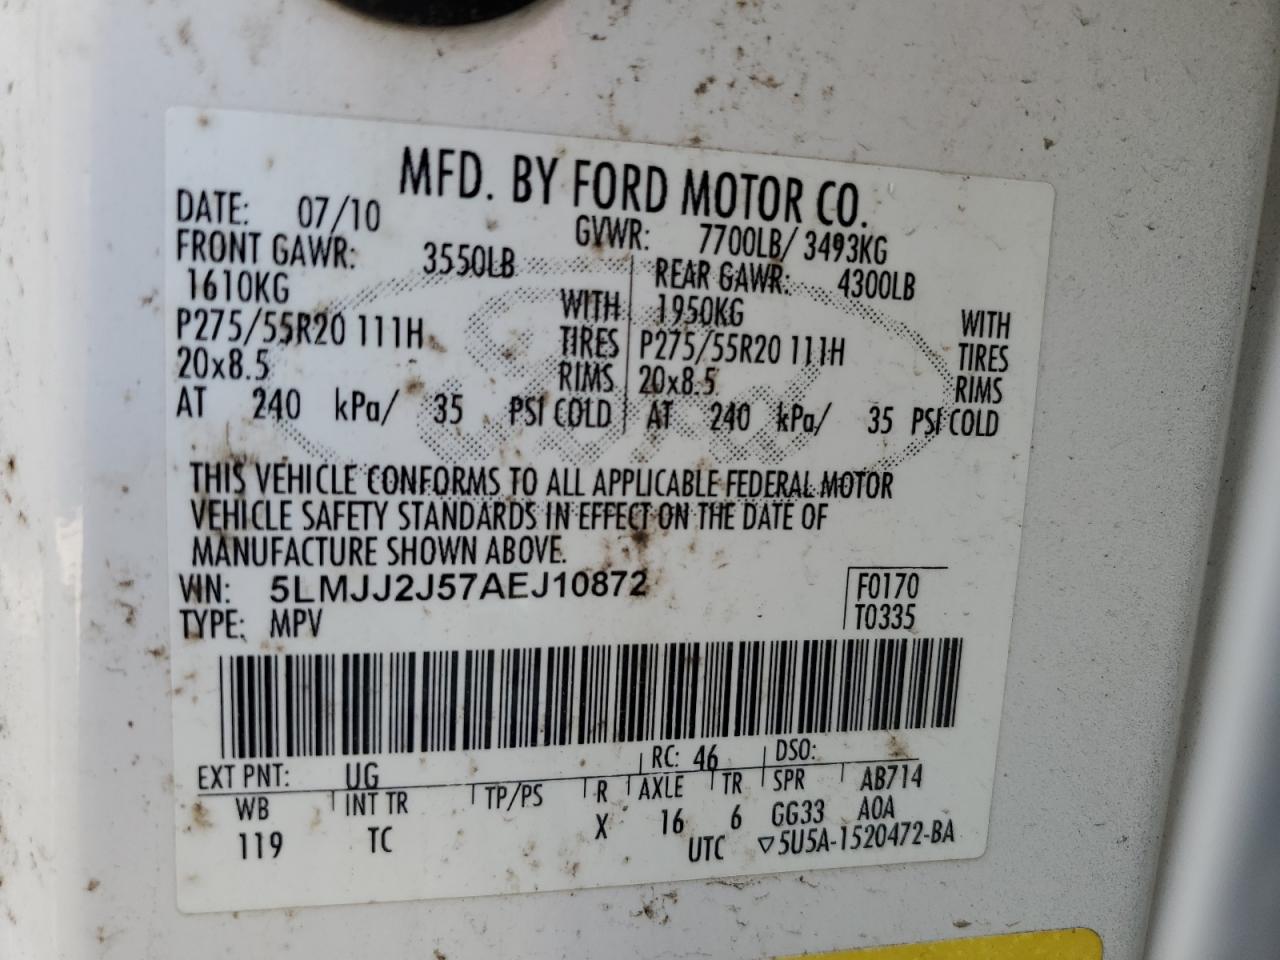 MFD. BY FORD MOTOR CO.
DATE: 07/10 GVWR: 7700LB/ 3493KG
FRONT GAWR: 3550LB REAR GAWR: 4300LB
1610KG WITH 1950KG WITH
P275/55R20 111H TIRES P275/55R20 111H TIRES
20x8.5 RIMS 20x8.5 RIMS
AT 240 kPa/ 35 PSI COLD AT 240 kPa/ 35 PSI COLD
THIS VEHICLE CONFORMS TO ALL APPLICABLE FEDERAL MOTOR
VEHICLE SAFETY STANDARDS IN EFFECT ON THE DATE OF
MANUFACTURE SHOWN ABOVE.
VIN: 5LMJJ2J57AEJ10872 F0170
TYPE: MPV T0335
EXT PNT: UG RC: 46 DSO:
WB INT TR TP/PS R AXLE TR SPR AB714
119 TC X 16 6 GG33 AOA
UTC ▽5U5A-1520472-BA